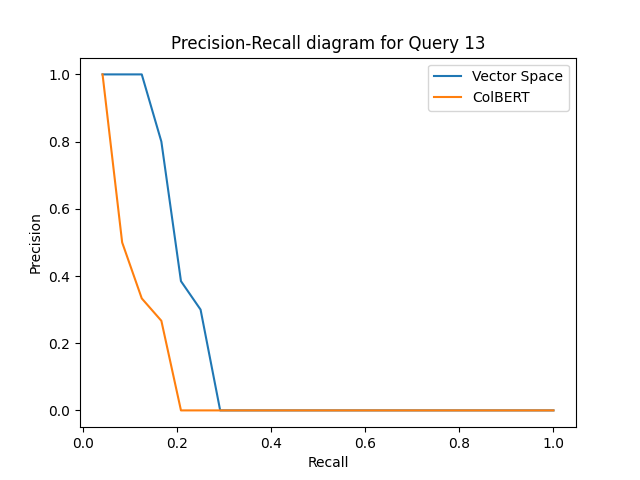 Precision-Recall diagram for Query 13
Vector Space
ColBERT
Precision
1.0
0.8
0.6
0.4
0.2
0.0
0.0 0.2 0.4 0.6 0.8 1.0
Recall